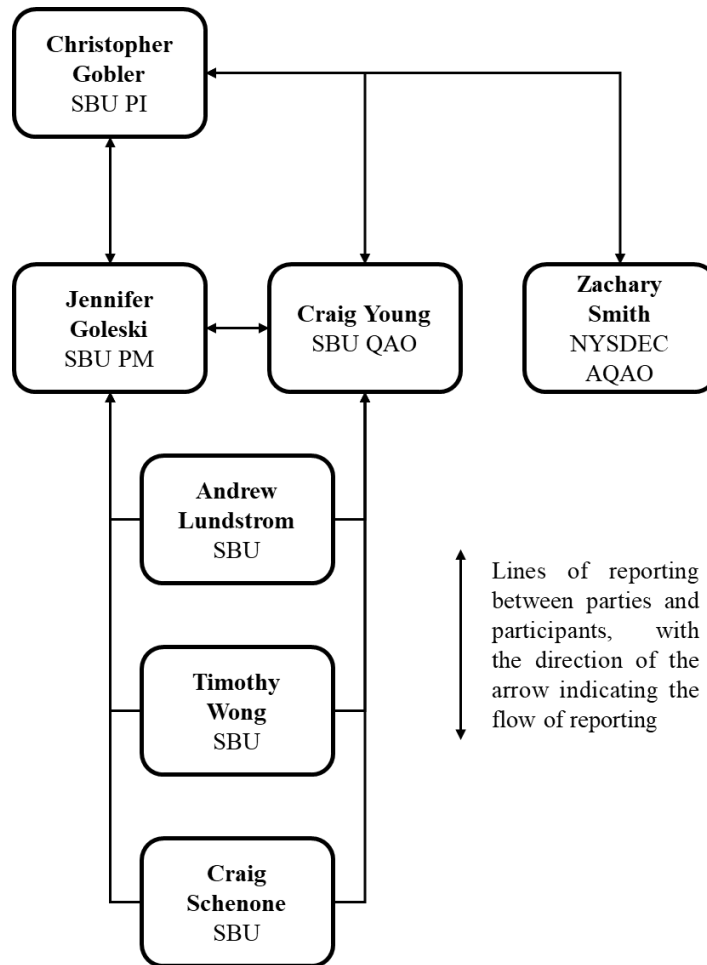 Christopher
Gobler
SBU PI
Jennifer
Goleski
SBU PM
Craig Young
SBU QAO
Zachary
Smith
NYSDEC
AQAO
Andrew
Lundstrom
SBU
Timothy
Wong
SBU
Craig
Schenone
SBU
Lines of reporting
between parties and
participants, with
the direction of the
arrow indicating the
flow of reporting